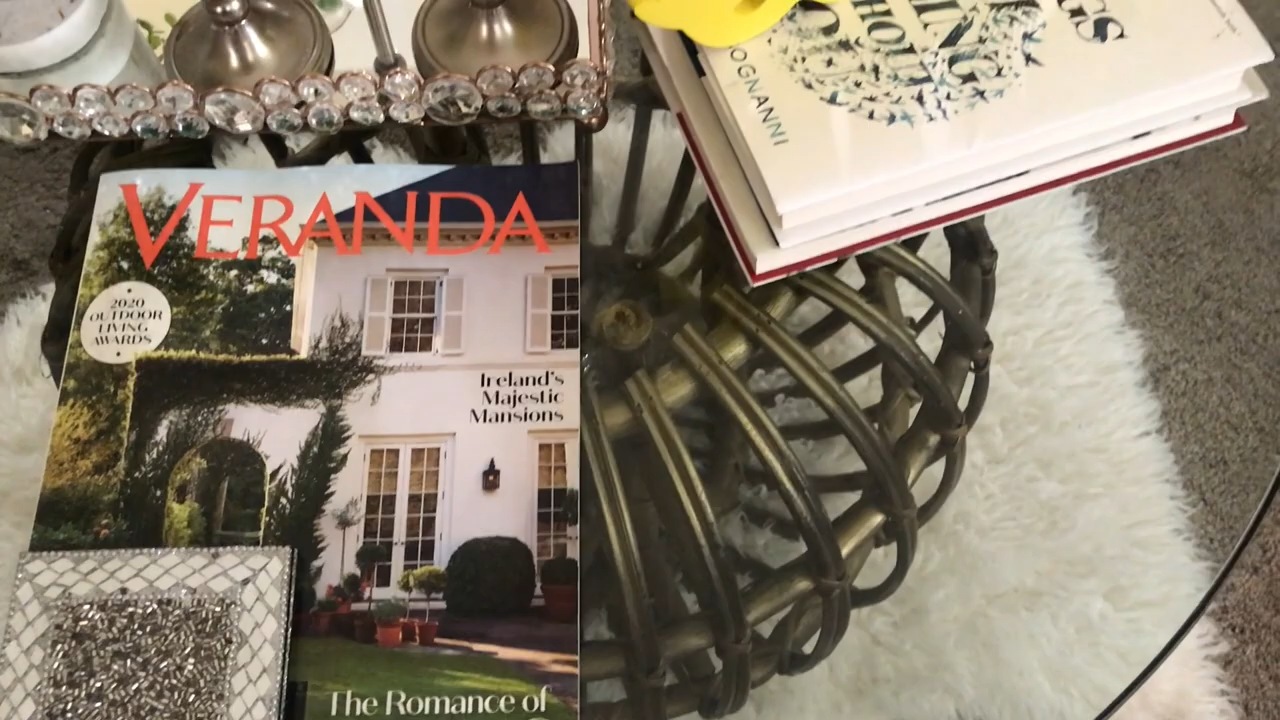 VERANDA
2020
OUTDOOR
LIVING
AWARDS
Ireland's
Majestic
Mansions
The Romance of
OGNANNI